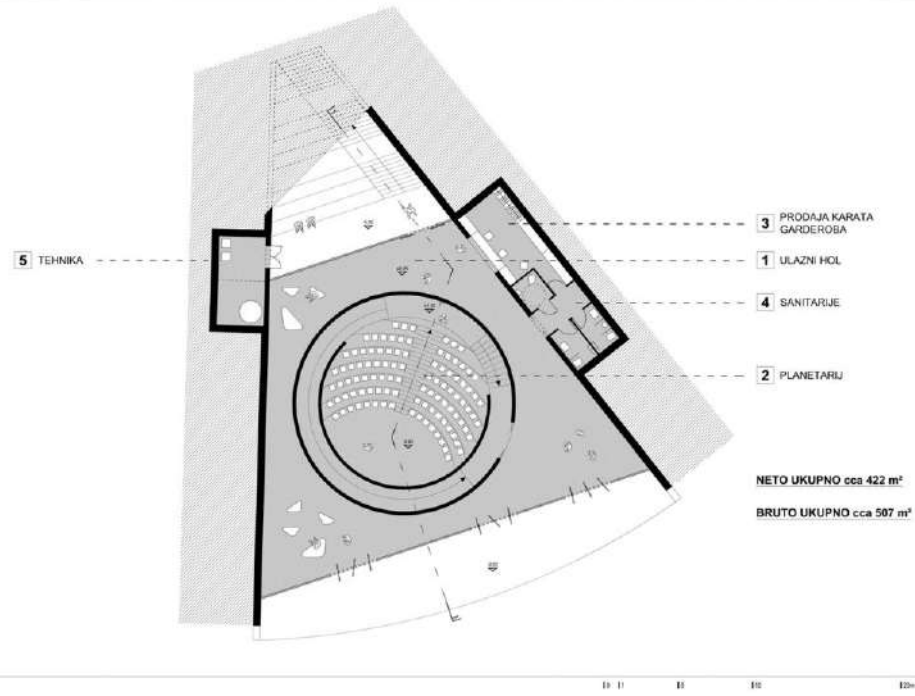 3 PRODAJA KARATA
GARDEROBA
5 TEHNIKA
1 ULAZNI HOL
4 SANITARIJE
2 PLANETARIJ
NETO UKUPNO cca 422 m²
BRUTO UKUPNO cca 507 m²